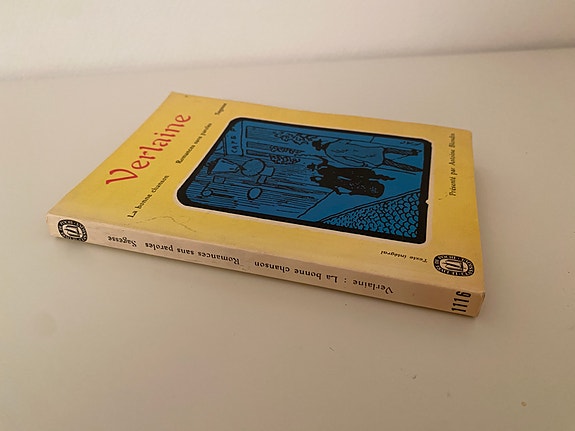 Verlaine
La bonne chanson Romances sans paroles Sagesse
CAFE
Présenté par Antoine Blondin
Texte intégral
Verlaine : La bonne chanson Romances sans paroles Sagesse
1116